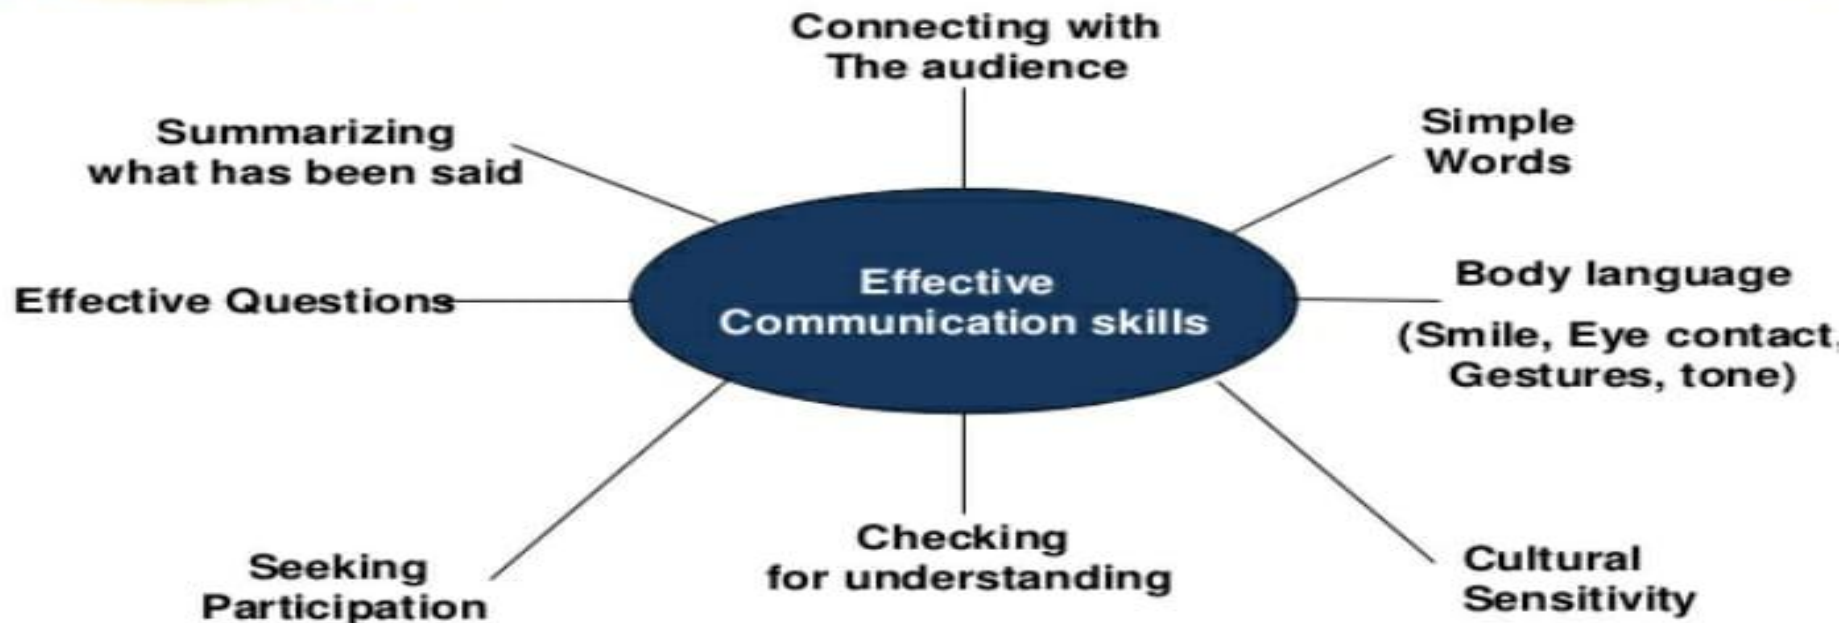 Connecting with
The audience
Simple
Words
Summarizing
what has been said
Body language
(Smile, Eye contact,
Gestures, tone)
Effective
Communication skills
Effective Questions
Cultural
Sensitivity
Checking
for understanding
Seeking
Participation